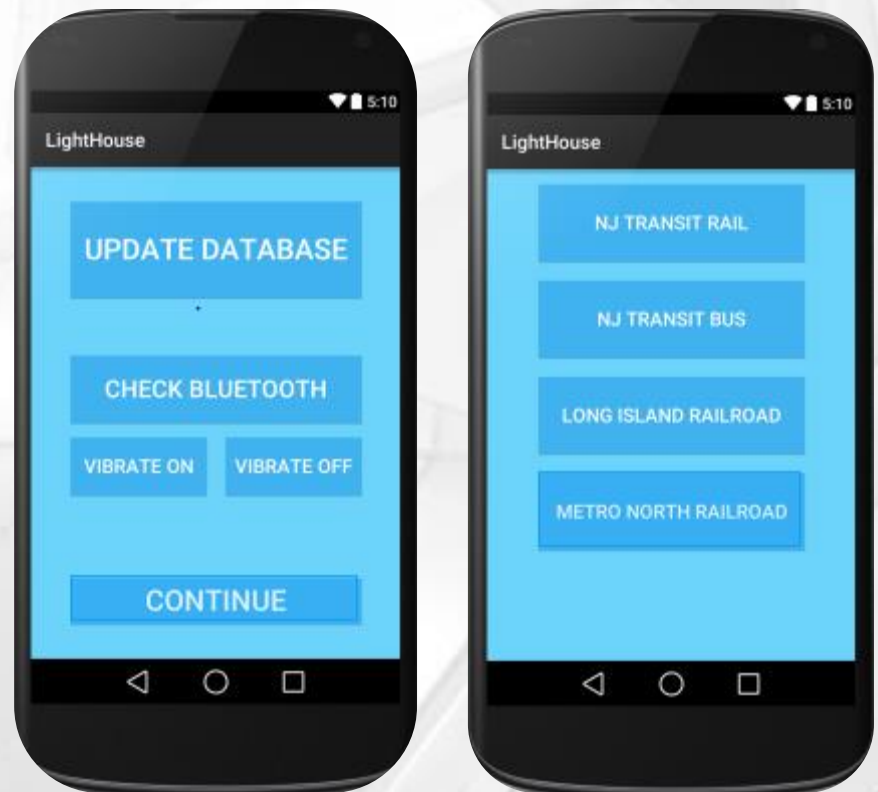 5:10
LightHouse
UPDATE DATABASE
CHECK BLUETOOTH
VIBRATE ON VIBRATE OFF
CONTINUE
5:10
LightHouse
NJ TRANSIT RAIL
NJ TRANSIT BUS
LONG ISLAND RAILROAD
METRO NORTH RAILROAD